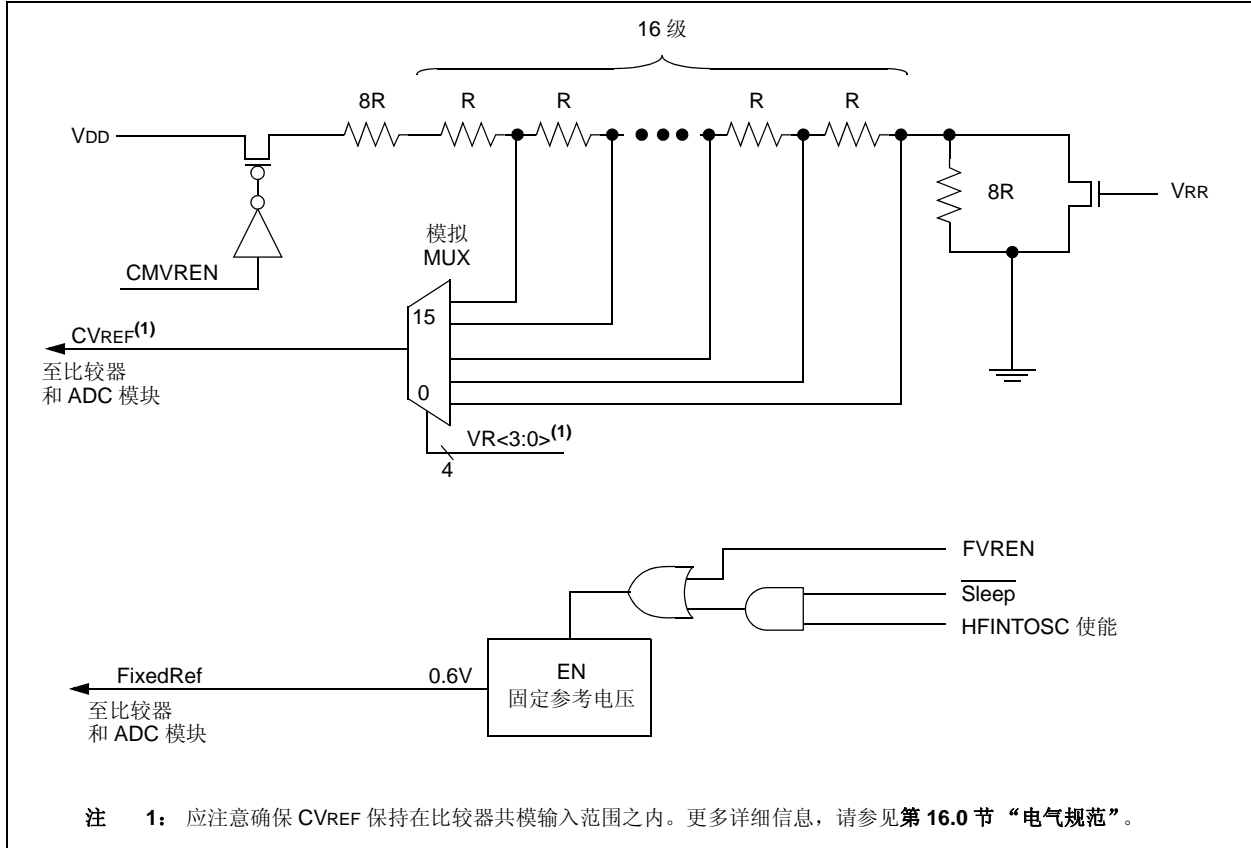 16 级
8R R R R R
VDD
8R
VRR
模拟
MUX
CMVREN
15
CVREF(1)
至比较器
和 ADC 模块
0
VR<3:0>(1)
4
FVREN
Sleep
HFINTOSC 使能
FixedRef
0.6V
EN
固定参考电压
至比较器
和 ADC 模块
注 1： 应注意确保 CVREF 保持在比较器共模输入范围之内。更多详细信息，请参见第 16.0 节 “电气规范”。